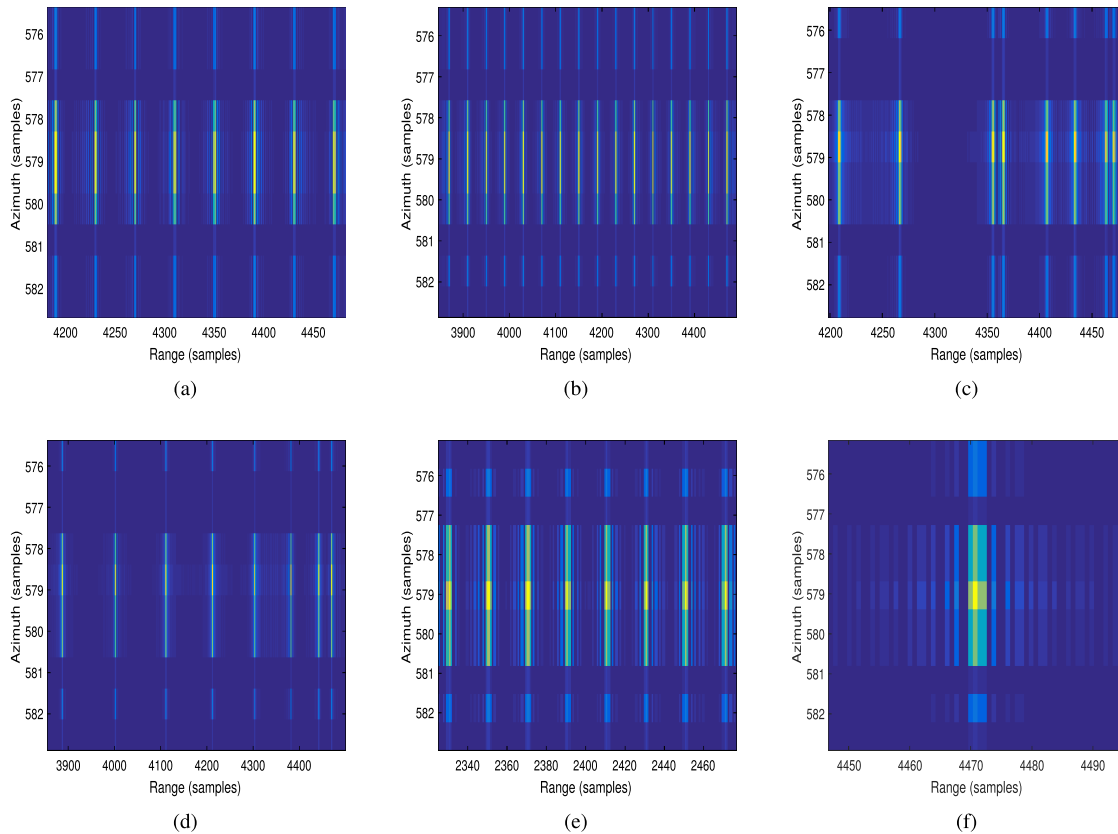 576
577
578
579
580
581
582
Azimuth (samples)
4200 4250 4300 4350 4400 4450
Range (samples)
(a)
576
577
578
579
580
581
582
Azimuth (samples)
3900 4000 4100 4200 4300 4400
Range (samples)
(b)
576
577
578
579
580
581
582
Azimuth (samples)
4200 4250 4300 4350 4400 4450
Range (samples)
(c)
576
577
578
579
580
581
582
Azimuth (samples)
3900 4000 4100 4200 4300 4400
Range (samples)
(d)
576
577
578
579
580
581
582
Azimuth (samples)
2340 2360 2380 2400 2420 2440 2460
Range (samples)
(e)
576
577
578
579
580
581
582
Azimuth (samples)
4450 4460 4470 4480 4490
Range (samples)
(f)